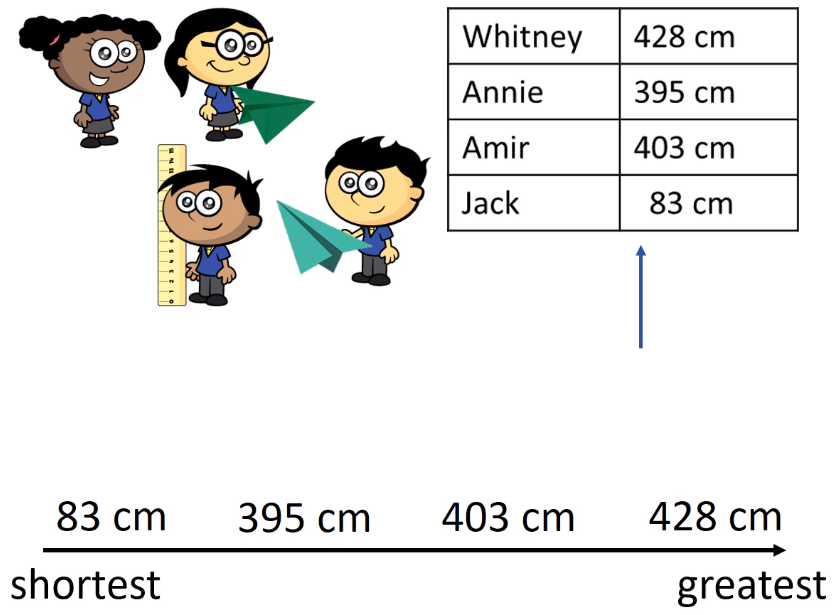 Whitney 428 cm
Annie 395 cm
Amir 403 cm
Jack 83 cm
83 cm 395 cm 403 cm 428 cm
shortest greatest